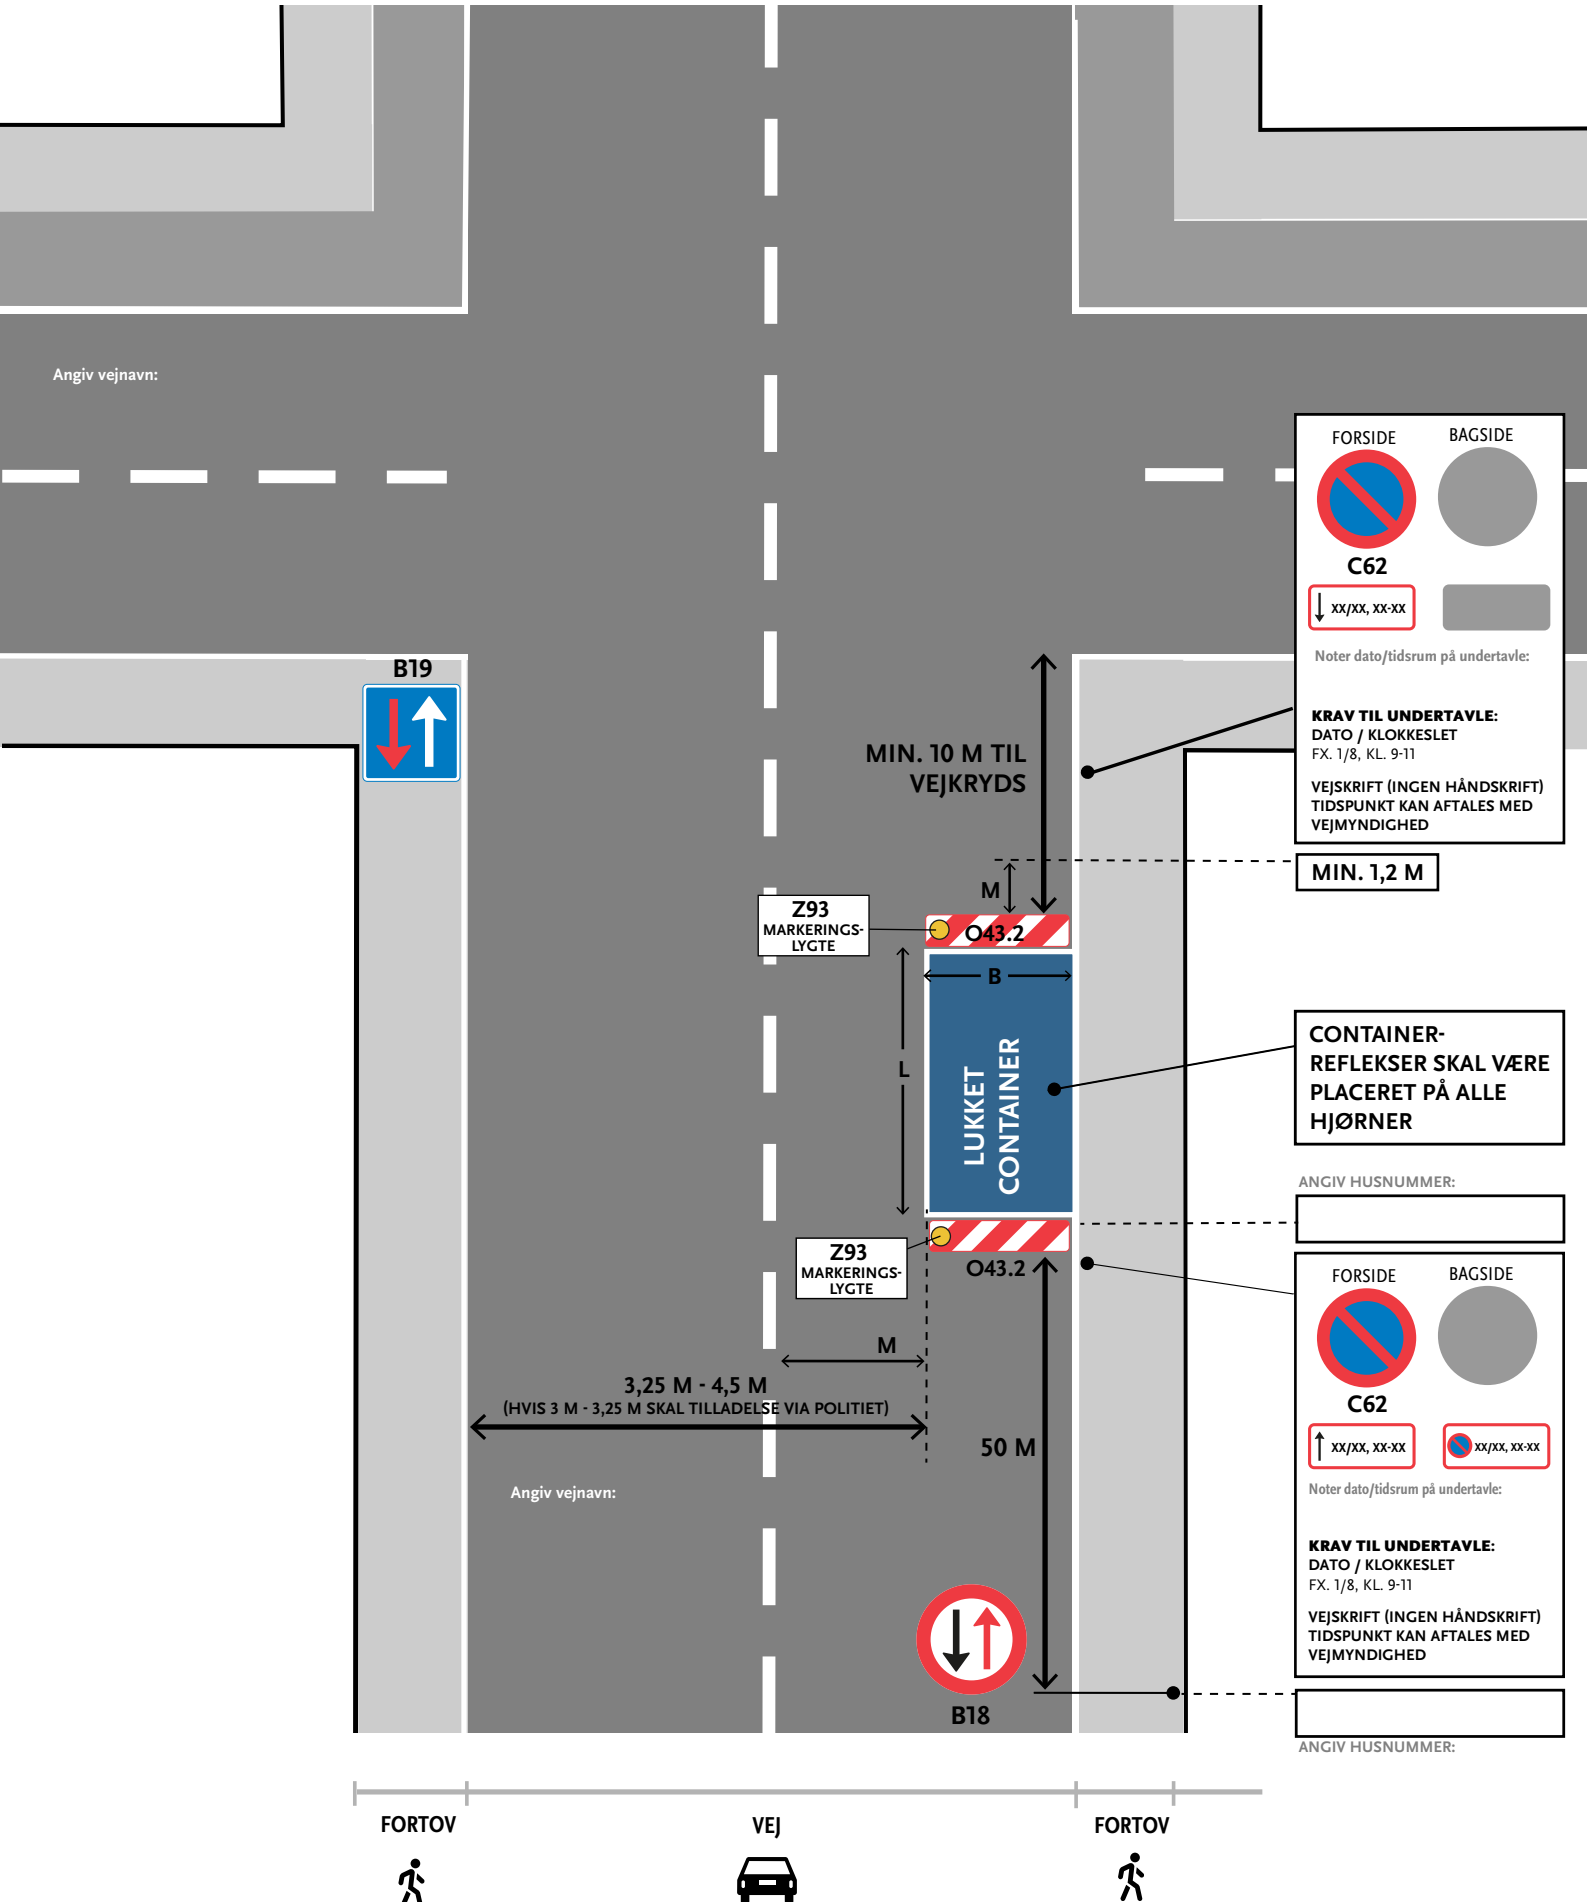 Angiv vejnavn:
FORSIDE
BAGSIDE
C62
xx/xx, xx-xx
Noter dato/tidsrum på undertavle:
KRAV TIL UNDERTAVLE:
DATO / KLOKKESLET
FX. 1/8, KL. 9-11
VEJSKRIFT (INGEN HÅNDSKRIFT)
TIDSPUNKT KAN AFTALES MED
VEJMYNDIGHED
B19
MIN. 10 M TIL
VEJKRYDS
MIN. 1,2 M
M
Z93
MARKERINGS-
LYGTE
O43.2
B
L
LUKKET
CONTAINER
CONTAINER-
REFLEKSER SKAL VÆRE
PLACERET PÅ ALLE
HJØRNER
ANGIV HUSNUMMER:
Z93
MARKERINGS-
LYGTE
O43.2
FORSIDE
BAGSIDE
C62
xx/xx, xx-xx
xx/xx, xx-xx
Noter dato/tidsrum på undertavle:
KRAV TIL UNDERTAVLE:
DATO / KLOKKESLET
FX. 1/8, KL. 9-11
VEJSKRIFT (INGEN HÅNDSKRIFT)
TIDSPUNKT KAN AFTALES MED
VEJMYNDIGHED
M
3,25 M - 4,5 M
(HVIS 3 M - 3,25 M SKAL TILLADELSE VIA POLITIET)
50 M
Angiv vejnavn:
B18
ANGIV HUSNUMMER:
FORTOV
VEJ
FORTOV